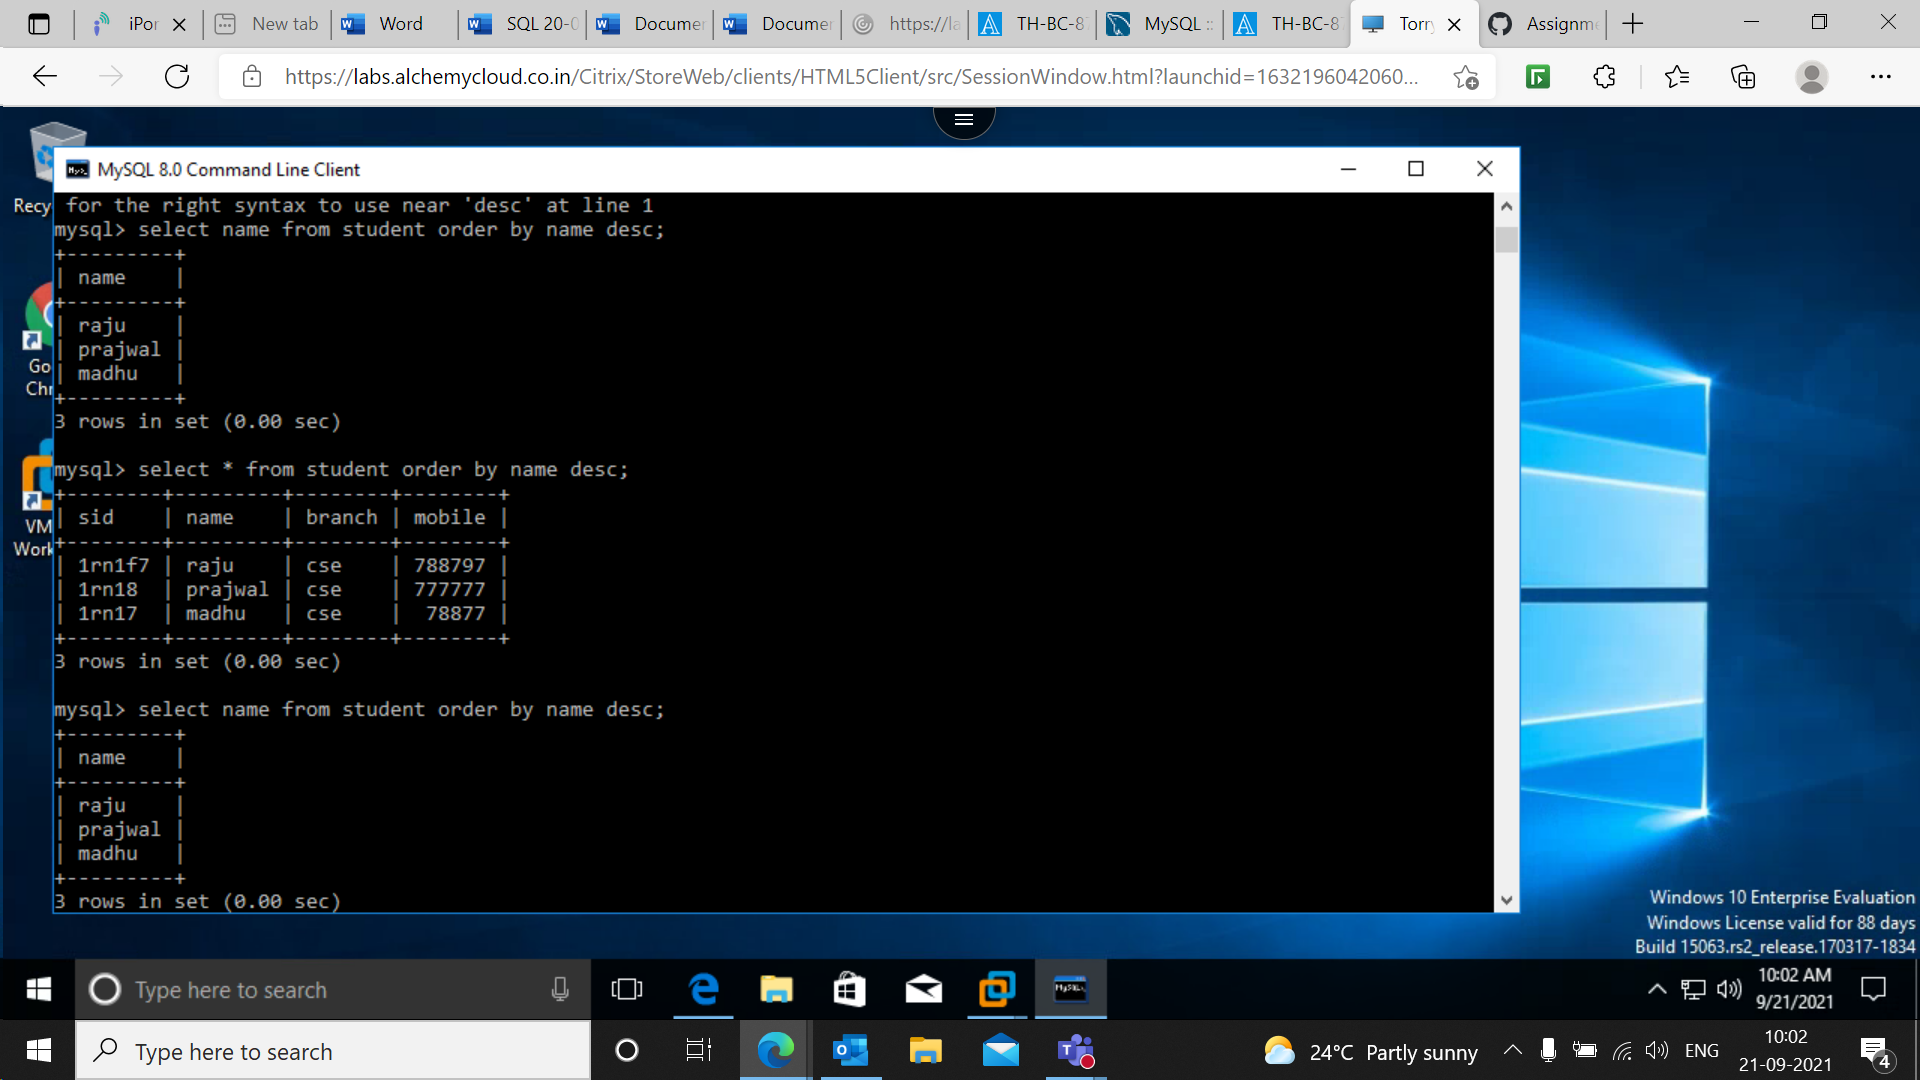 iPor
New tab
Word
SQL 20-0
Documer
Documer
https://la
TH-BC-8
MySQL ::
TH-BC-8
Torr
Assignme
https://labs.alchemycloud.co.in/Citrix/StoreWeb/clients/HTML5Client/src/SessionWindow.html?launchid=1632196042060...
Recy
Go
Chr
VM
Work
MySQL 8.0 Command Line Client
for the right syntax to use near 'desc' at line 1
mysql> select name from student order by name desc;
+---------+
| name    |
+---------+
| raju    |
| prajwal |
| madhu   |
+---------+
3 rows in set (0.00 sec)
mysql> select * from student order by name desc;
+--------+---------+--------+--------+
| sid    | name    | branch | mobile |
+--------+---------+--------+--------+
| 1rn1f7 | raju    | cse    | 788797 |
| 1rn18  | prajwal | cse    | 777777 |
| 1rn17  | madhu   | cse    |  78877 |
+--------+---------+--------+--------+
3 rows in set (0.00 sec)
mysql> select name from student order by name desc;
+---------+
| name    |
+---------+
| raju    |
| prajwal |
| madhu   |
+---------+
3 rows in set (0.00 sec)
Windows 10 Enterprise Evaluation
Windows License valid for 88 days
Build 15063.rs2_release.170317-1834
Type here to search
10:02 AM
9/21/2021
Type here to search
24°C Partly sunny
ENG
10:02
21-09-2021
4